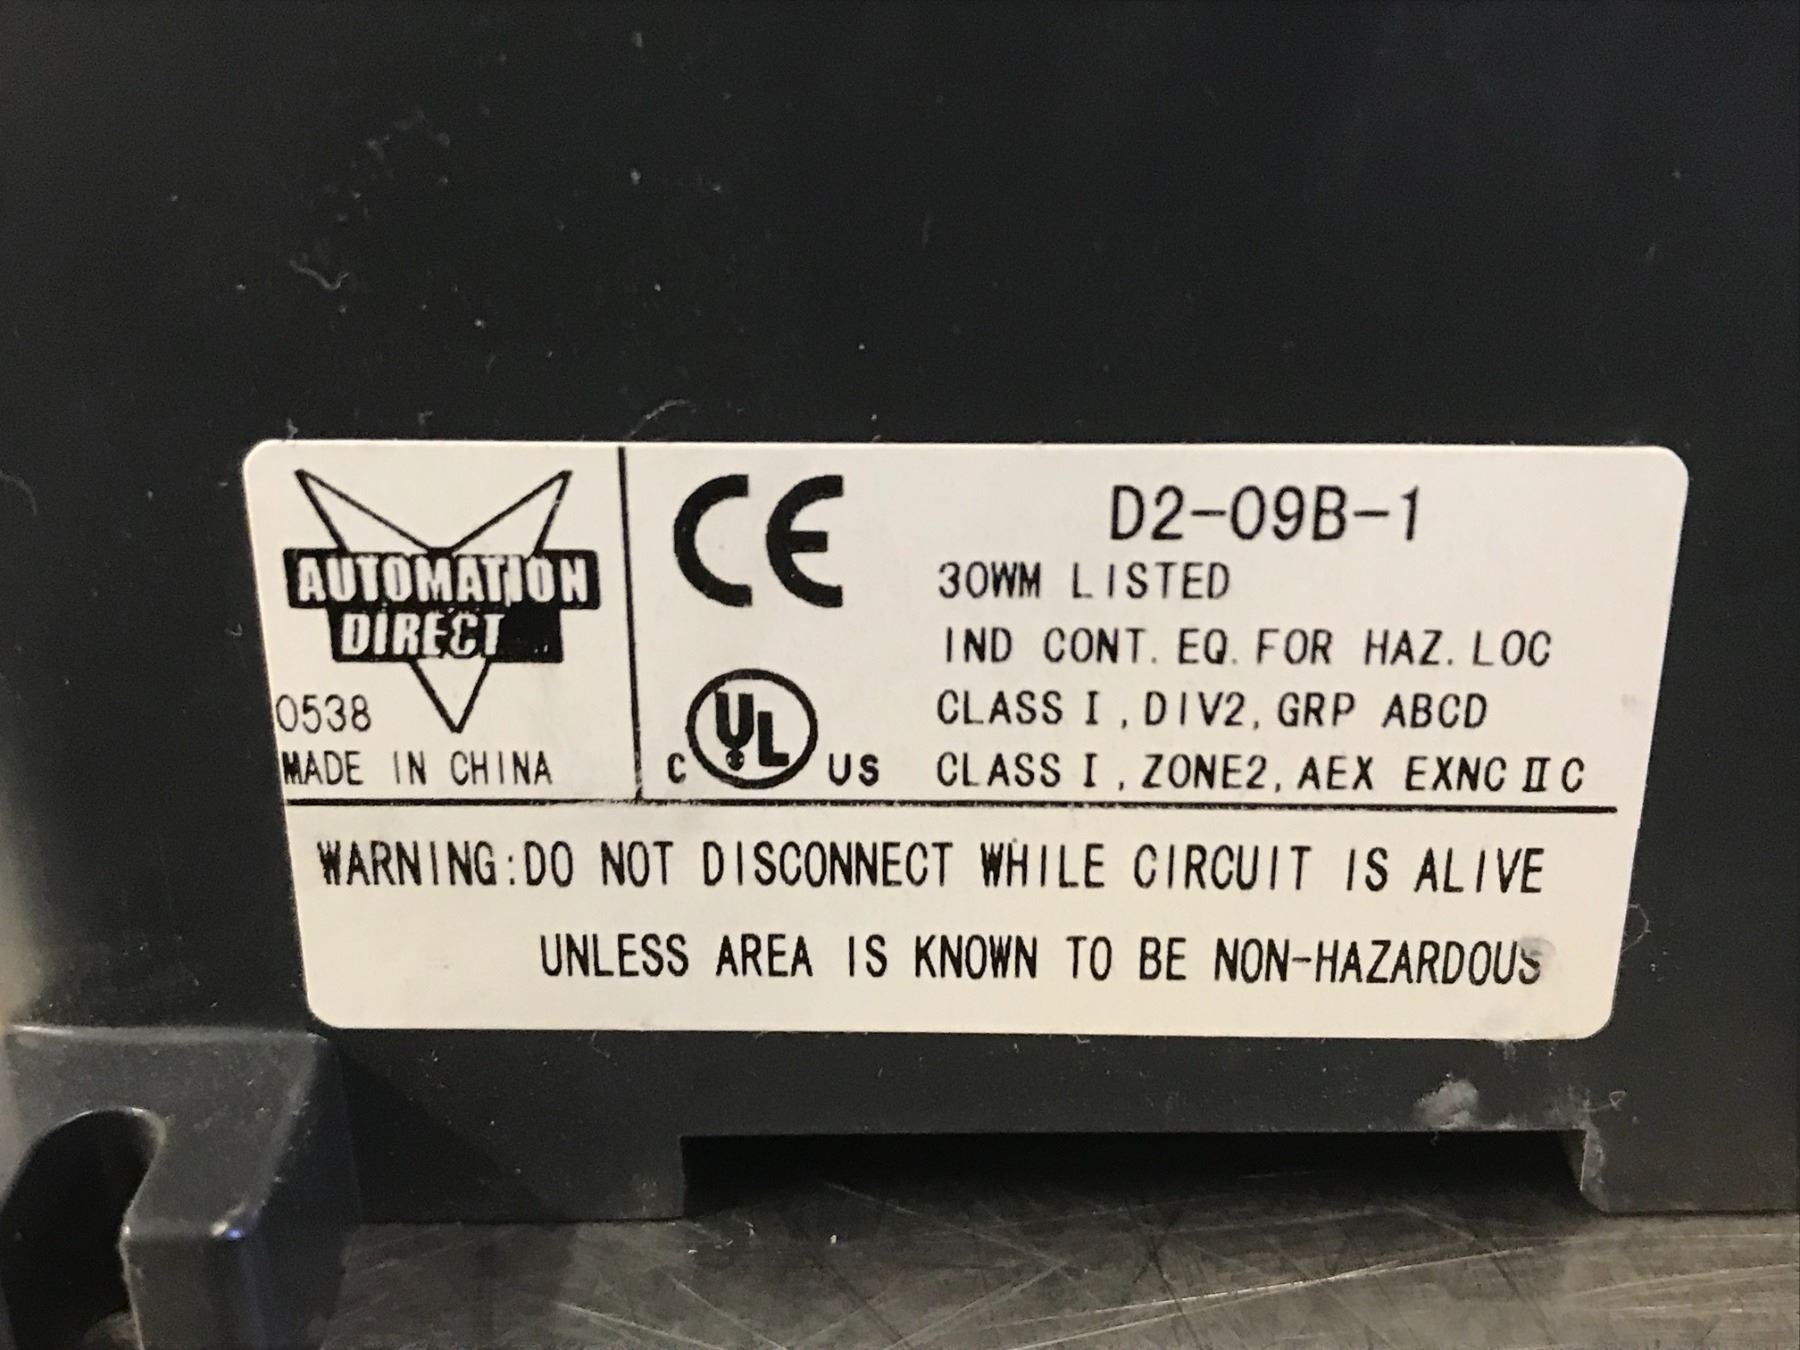 AUTOMATION
DIRECT
0538
MADE IN CHINA
CE
C UL US
D2-09B-1
30WM LISTED
IND CONT. EQ. FOR HAZ. LOC
CLASS I, DIV2, GRP ABCD
CLASS I, ZONE2, AEX EXNC II C
WARNING: DO NOT DISCONNECT WHILE CIRCUIT IS ALIVE
UNLESS AREA IS KNOWN TO BE NON-HAZARDOUS